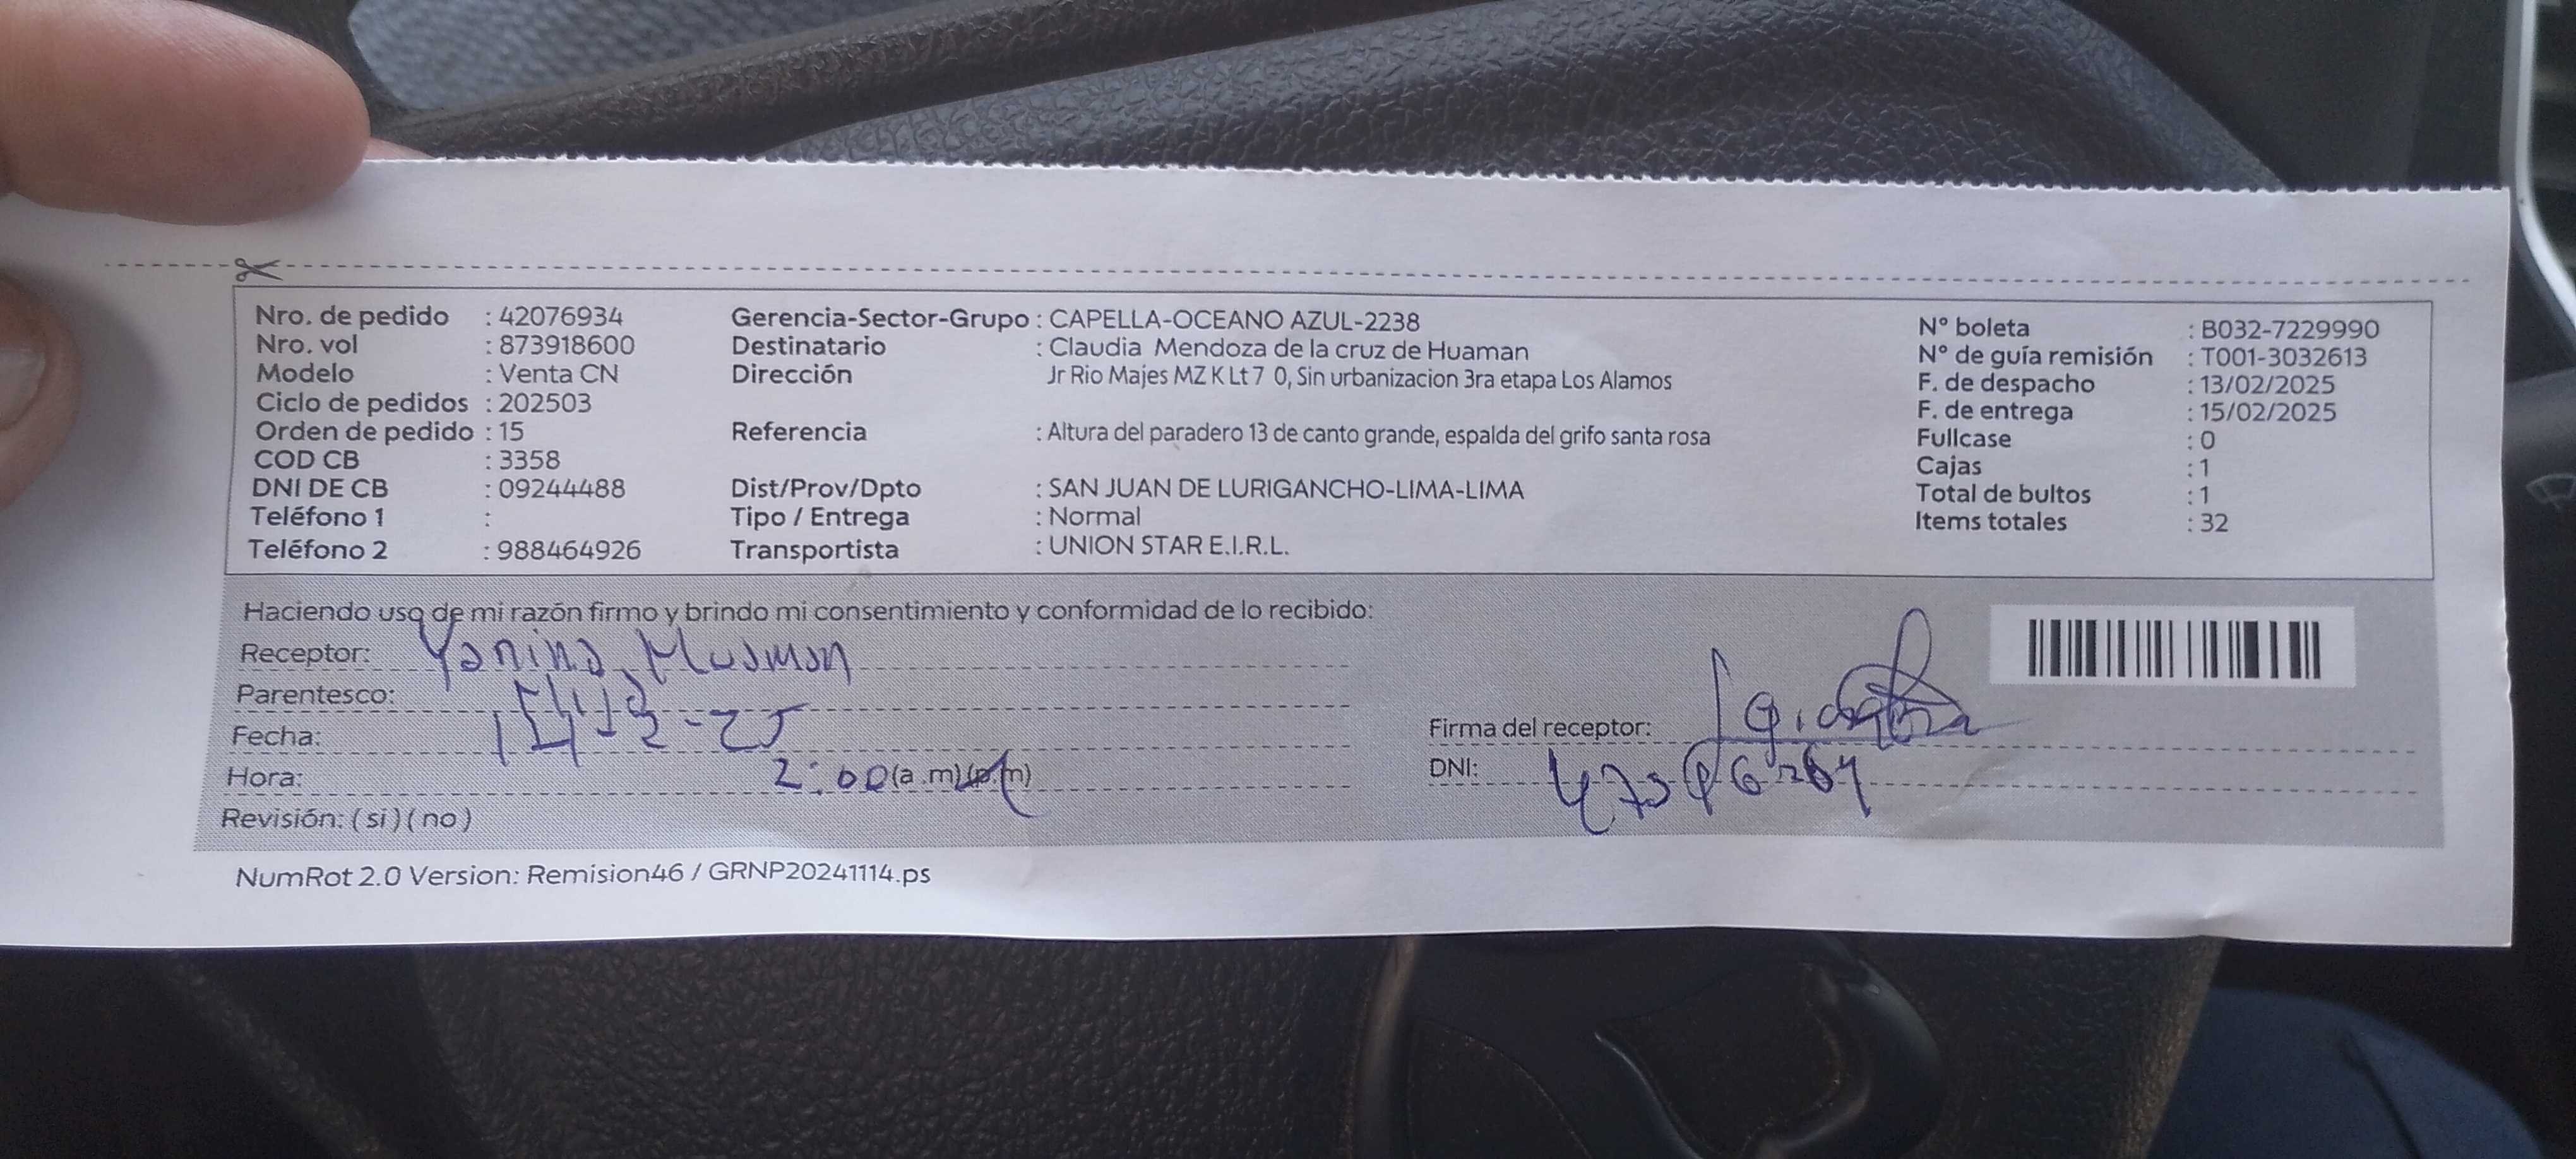 Nro. de pedido : 42076934
Nro. vol : 873918600
Modelo : Venta CN
Ciclo de pedidos : 202503
Orden de pedido : 15
COD CB : 3358
DNI DE CB : 09244488
Teléfono 1 :
Teléfono 2 : 988464926
Gerencia-Sector-Grupo : CAPELLA-OCEANO AZUL-2238
Destinatario : Claudia Mendoza de la cruz de Huaman
Dirección Jr Rio Majes MZ K Lt 7 0, Sin urbanizacion 3ra etapa Los Alamos
Referencia : Altura del paradero 13 de canto grande, espalda del grifo santa rosa
Dist/Prov/Dpto : SAN JUAN DE LURIGANCHO-LIMA-LIMA
Tipo / Entrega : Normal
Transportista : UNION STAR E.I.R.L.
N° boleta : B032-7229990
N° de guía remisión : T001-3032613
F. de despacho : 13/02/2025
F. de entrega : 15/02/2025
Fullcase : 0
Cajas : 1
Total de bultos : 1
Items totales : 32
Haciendo uso de mi razón firmo y brindo mi consentimiento y conformidad de lo recibido:
Receptor: Yanina Huaman
Parentesco:
Fecha:
Hora: 2:00 (a.m)(p.m)
Revisión: ( si ) ( no )
Firma del receptor:
DNI:
NumRot 2.0 Version: Remision46 / GRNP20241114.ps